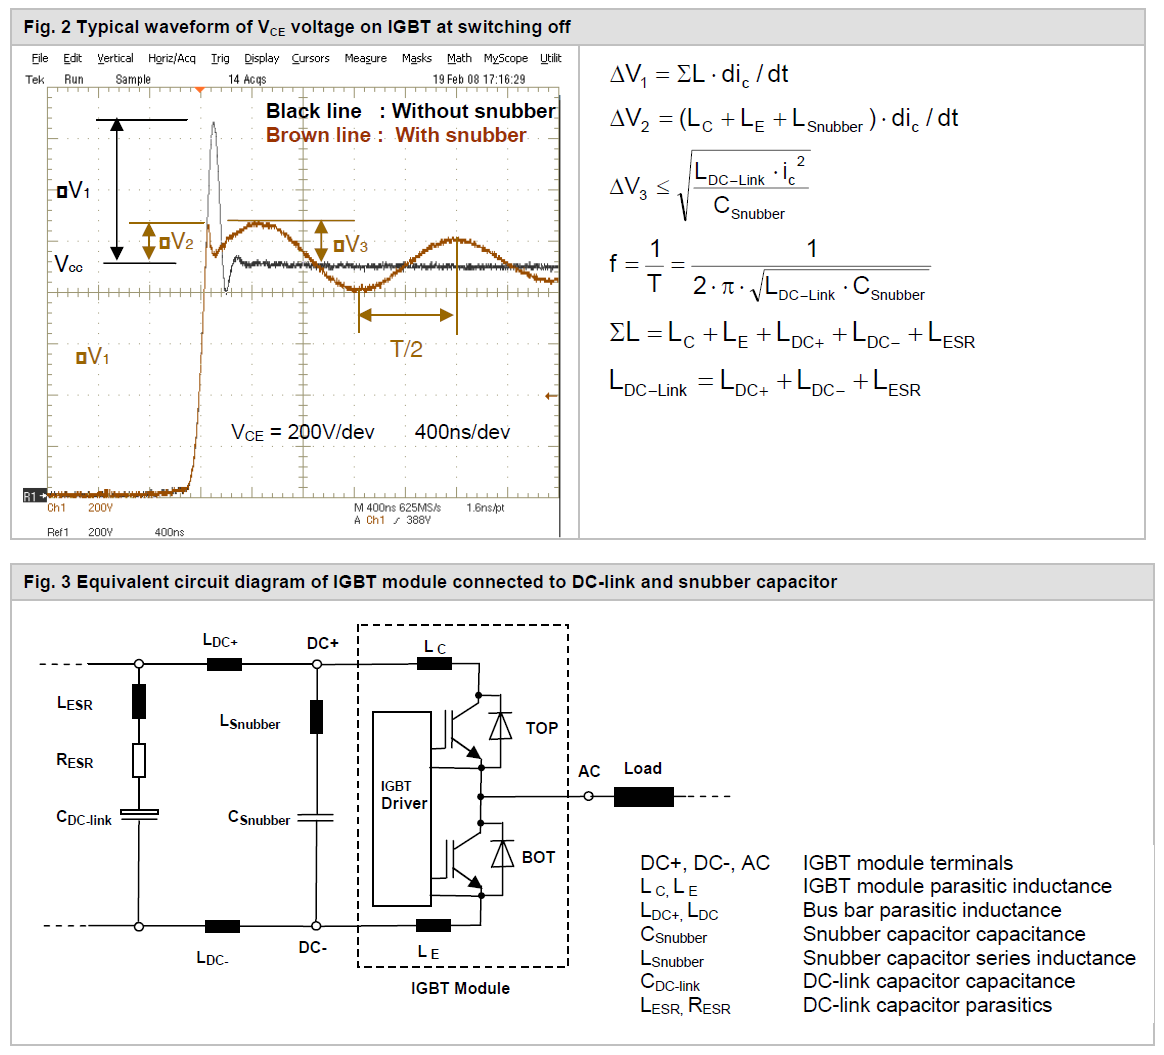 Fig. 2 Typical waveform of VCE voltage on IGBT at switching off
File Edit Vertical Horiz/Acq Trig Display Cursors Measure Masks Math MyScope Utilit
Tek Run Sample 14 Acqs 19 Feb 08 17:16:29
Black line : Without snubber
Brown line : With snubber
▯V1
▯V2
▯V3
Vcc
T/2
▯V1
VCE = 200V/dev 400ns/dev
R1
Ch1 200V M 400ns 625MS/s 1.6ns/pt
A Ch1 ∕ 388V
Ref1 200V 400ns
ΔV1 = ΣL · dic / dt
ΔV2 = (LC + LE + LSnubber) · dic / dt
ΔV3 ≤ √(LDC–Link · ic² / CSnubber)
f = 1/T = 1/(2 · π · √(LDC–Link · CSnubber))
ΣL = LC + LE + LDC+ + LDC– + LESR
LDC–Link = LDC+ + LDC– + LESR
Fig. 3 Equivalent circuit diagram of IGBT module connected to DC-link and snubber capacitor
LDC+
DC+
L C
LESR
LSnubber
TOP
RESR
AC Load
IGBT
Driver
CDC-link
CSnubber
BOT
LDC-
DC-
L E
IGBT Module
DC+, DC-, AC IGBT module terminals
L C, L E IGBT module parasitic inductance
LDC+, LDC Bus bar parasitic inductance
CSnubber Snubber capacitor capacitance
LSnubber Snubber capacitor series inductance
CDC-link DC-link capacitor capacitance
LESR, RESR DC-link capacitor parasitics